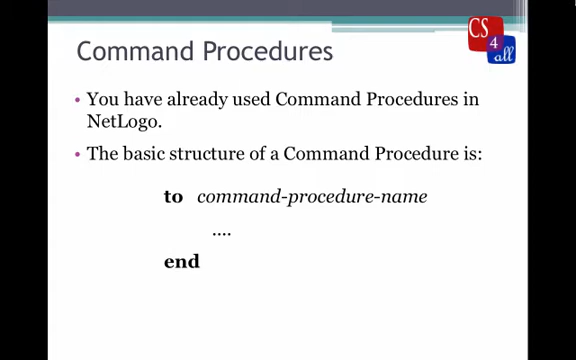 Command Procedures
CS
4
all
• You have already used Command Procedures in
NetLogo.
• The basic structure of a Command Procedure is:
to command-procedure-name
....
end